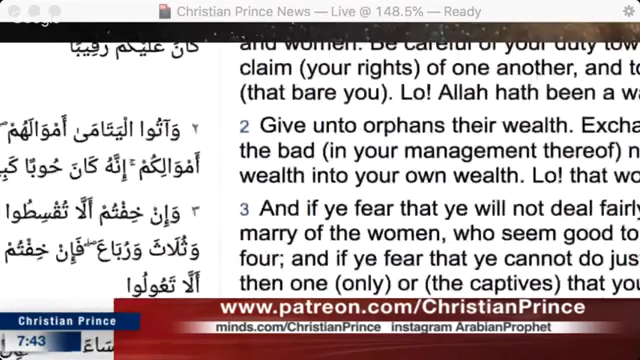 Christian Prince News — Live @ 148.5% — Ready
كَانَ عَلَيْكُمْ رَقِيبًا
and women. Be careful of your duty tow
claim (your rights) of one another, and to
(that bare you). Lo! Allah hath been a wa
٢ وَآتُوا الْيَتَامَىٰ أَمْوَالَهُمْ
أَمْوَالِكُمْ ۚ إِنَّهُ كَانَ حُوبًا
2 Give unto orphans their wealth. Excha
the bad (in your management thereof) n
wealth into your own wealth. Lo! that wo
٣ وَإِنْ خِفْتُمْ أَلَّا تُقْسِطُوا
وَثُلَاثَ وَرُبَاعَ ۖ فَإِنْ خِفْتُمْ
أَلَّا تَعُولُوا
3 And if ye fear that ye will not deal fairly
marry of the women, who seem good to
four; and if ye fear that ye cannot do jus
then one (only) or (the captives) that you
www.patreon.com/ChristianPrince
minds.com/ChristianPrince instagram ArabianProphet
Christian Prince
7:43